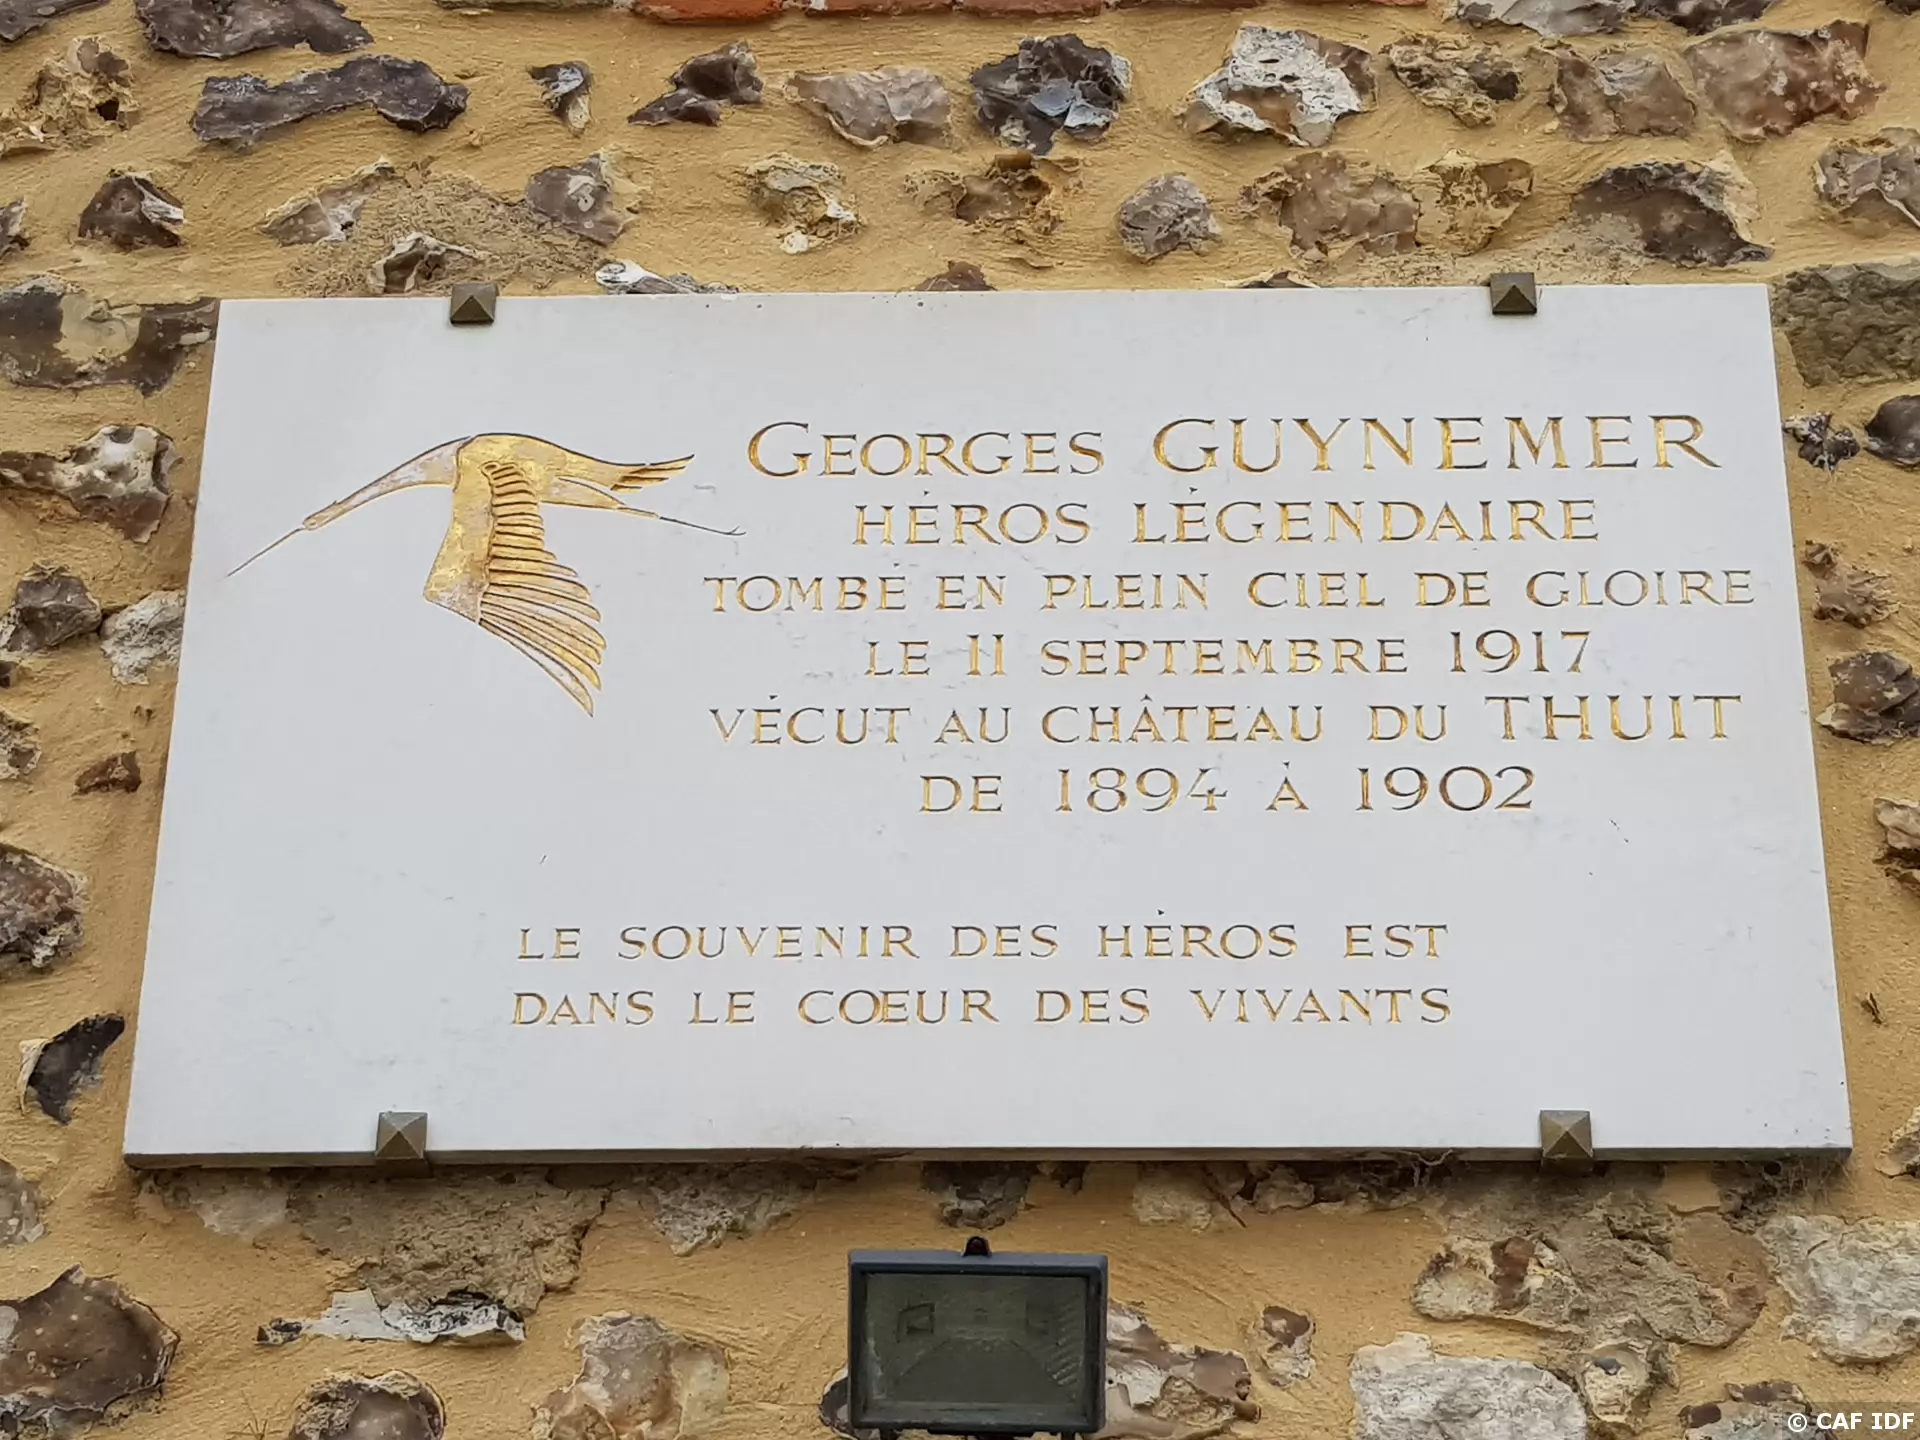 GEORGES GUYNEMER
HÉROS LÉGENDAIRE
TOMBÉ EN PLEIN CIEL DE GLOIRE
LE 11 SEPTEMBRE 1917
VÉCUT AU CHÂTEAU DU THUIT
DE 1894 À 1902
LE SOUVENIR DES HÉROS EST
DANS LE CŒUR DES VIVANTS
© CAF IDF